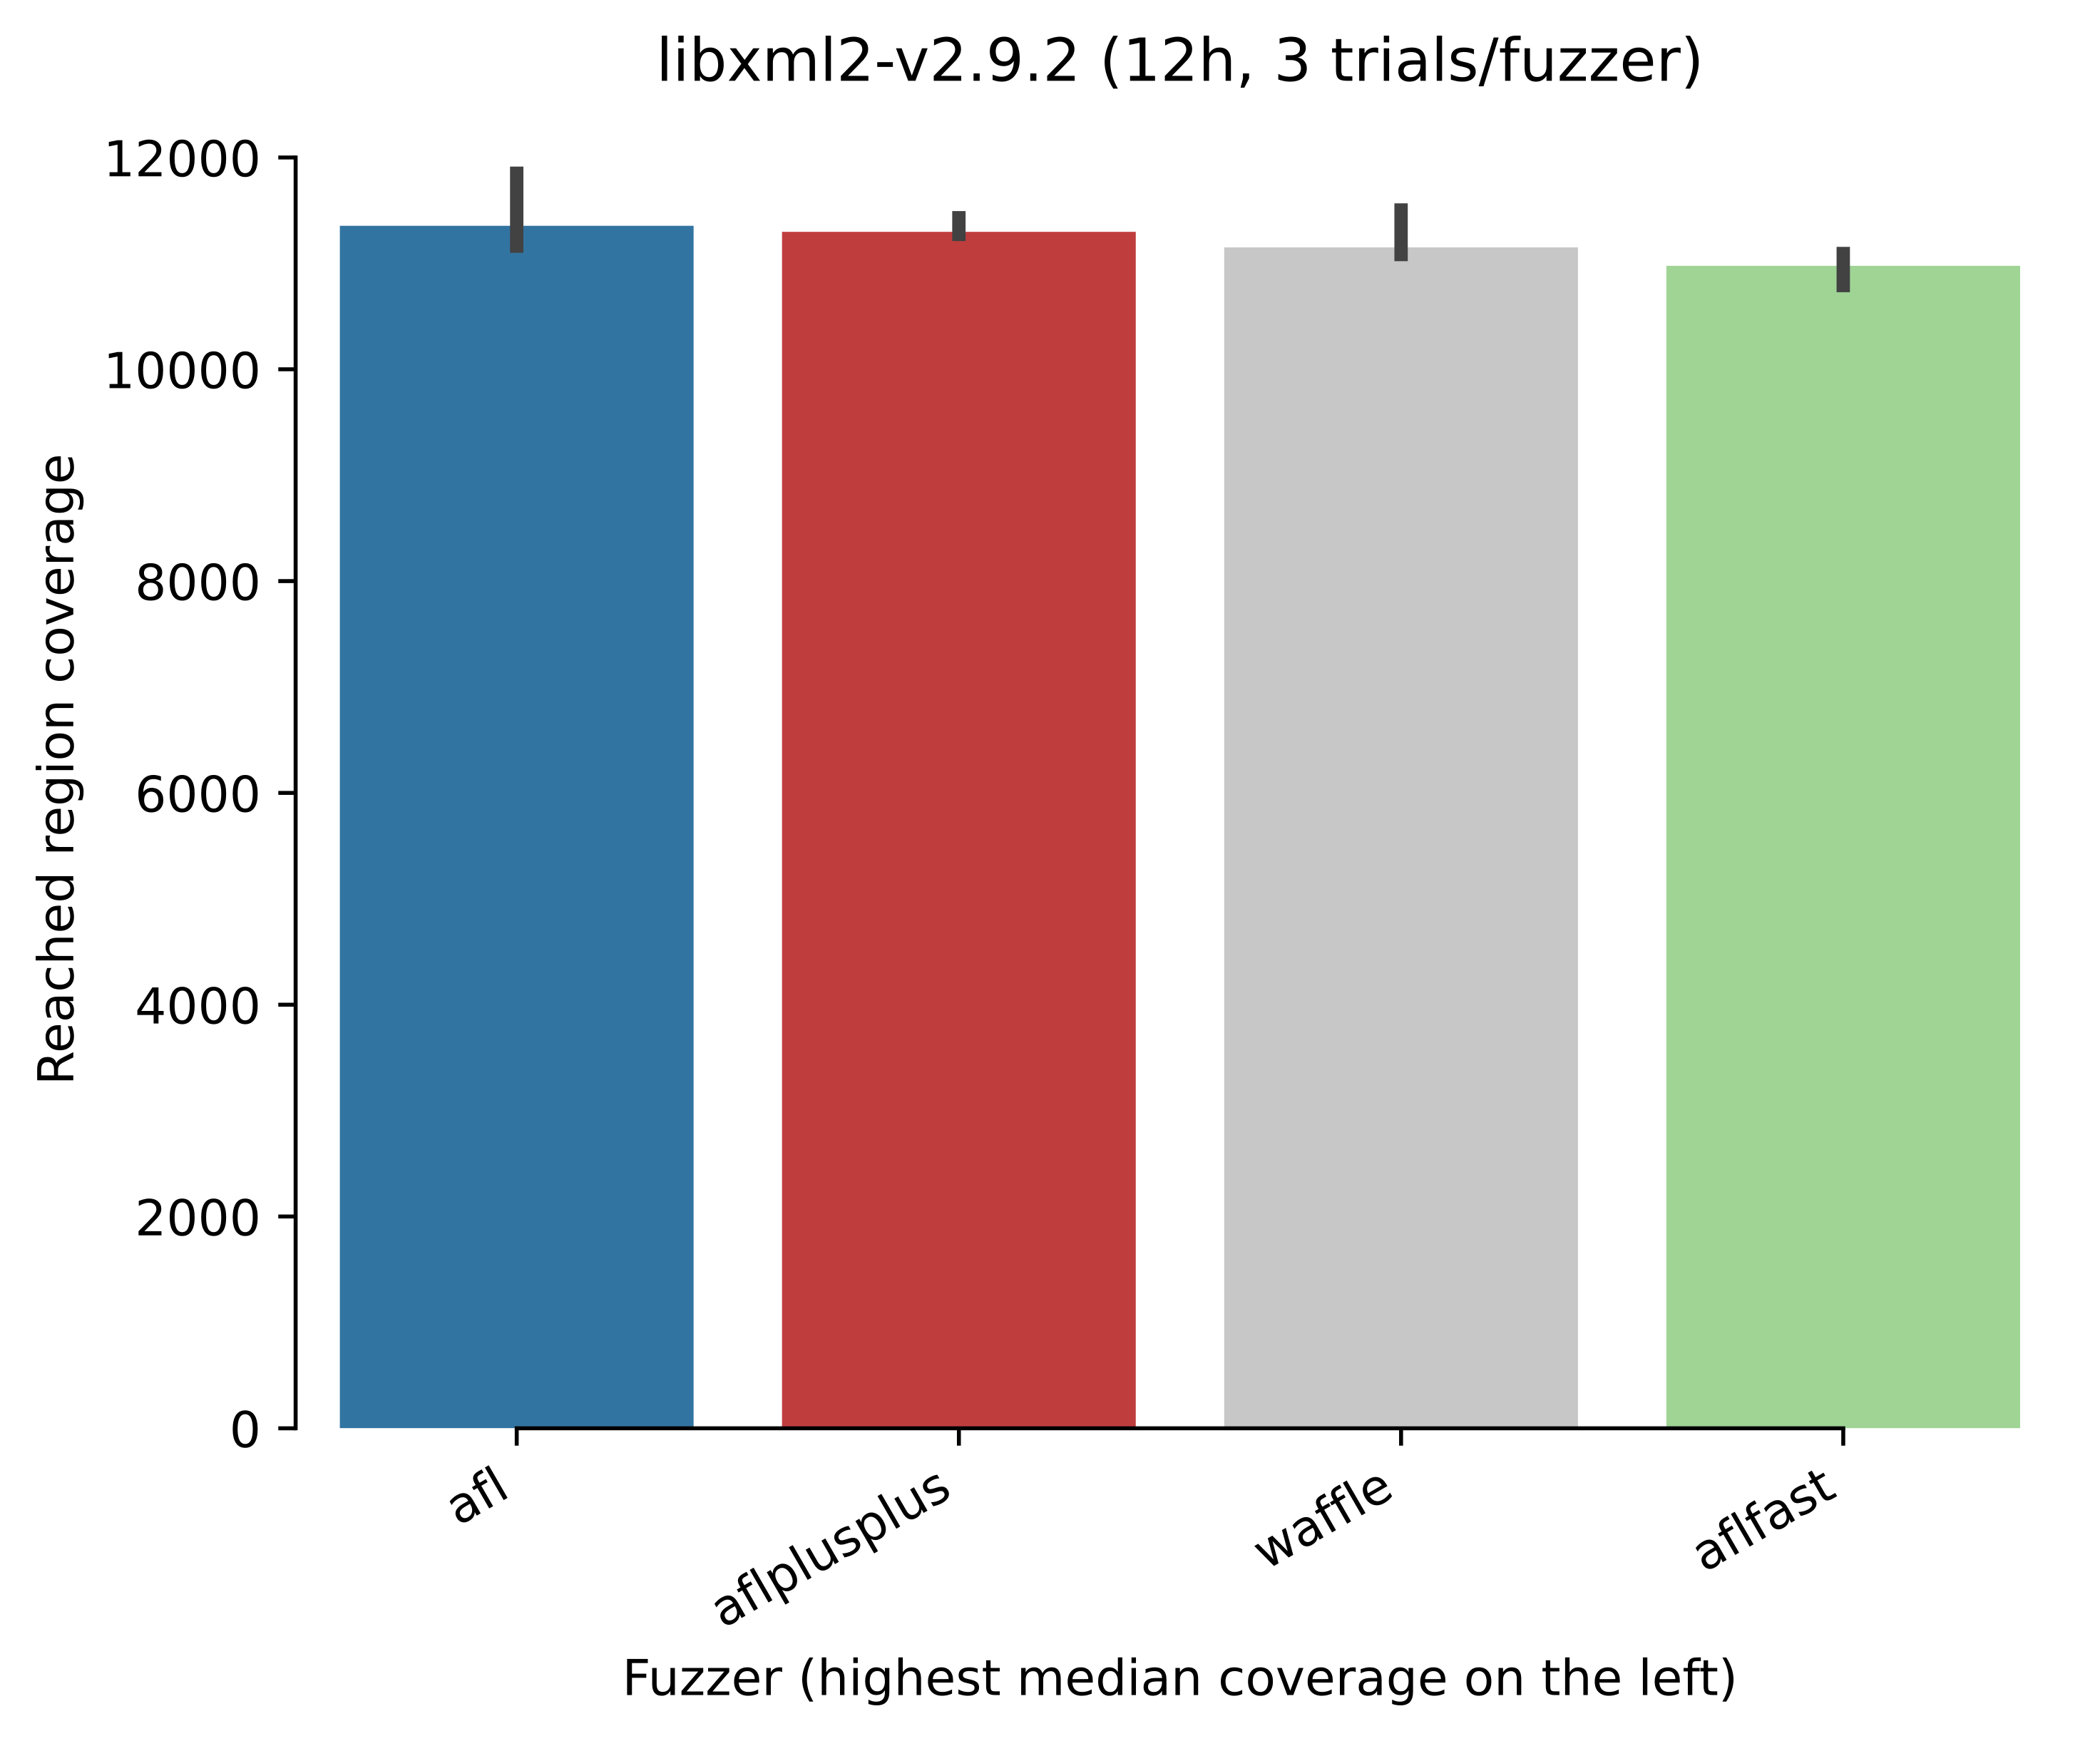 libxml2-v2.9.2 (12h, 3 trials/fuzzer)
12000
10000
8000
6000
4000
2000
0
Reached region coverage
afl
aflplusplus
waffle
aflfast
Fuzzer (highest median coverage on the left)